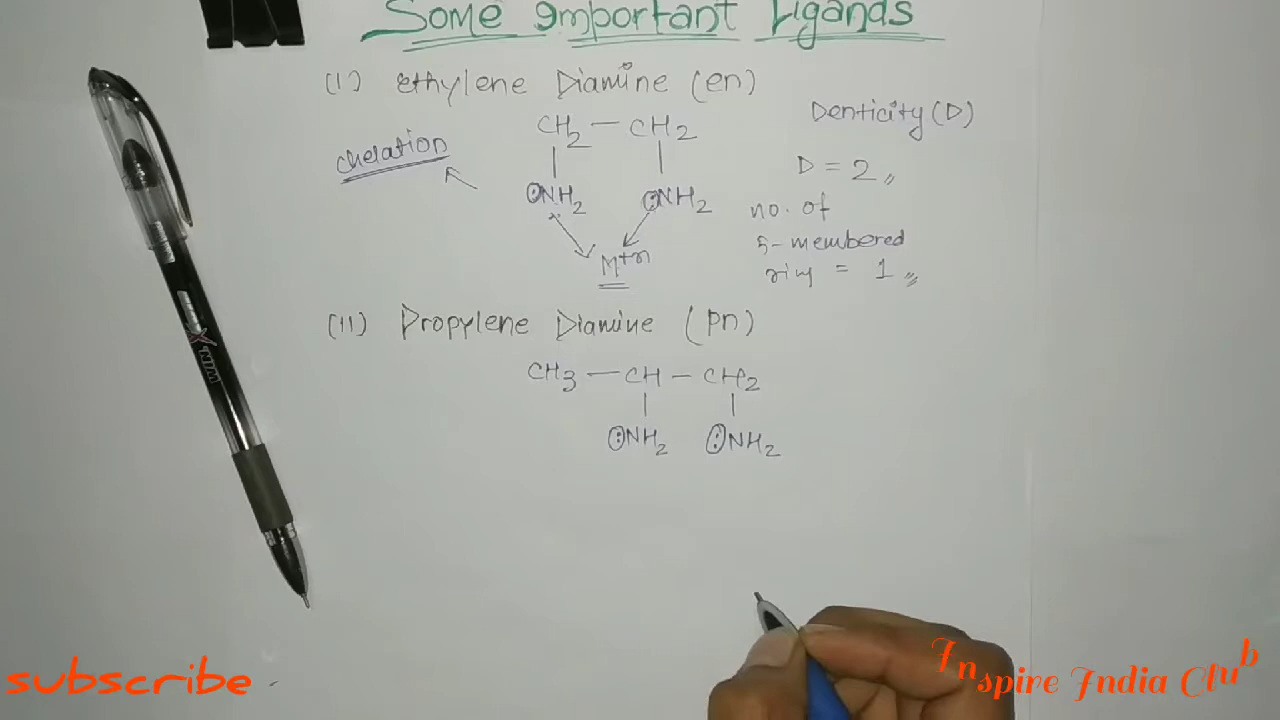 Some Important Ligands
(I) ethylene Diamine (en)
CH2 — CH2
chelation
NH2 NH2
M+n
Denticity (D)
D = 2
no. of
5-membered
ring = 1
(II) Propylene Diamine (pn)
CH3 — CH — CH2
:NH2 :NH2
WIN X
subscribe
Inspire India Club